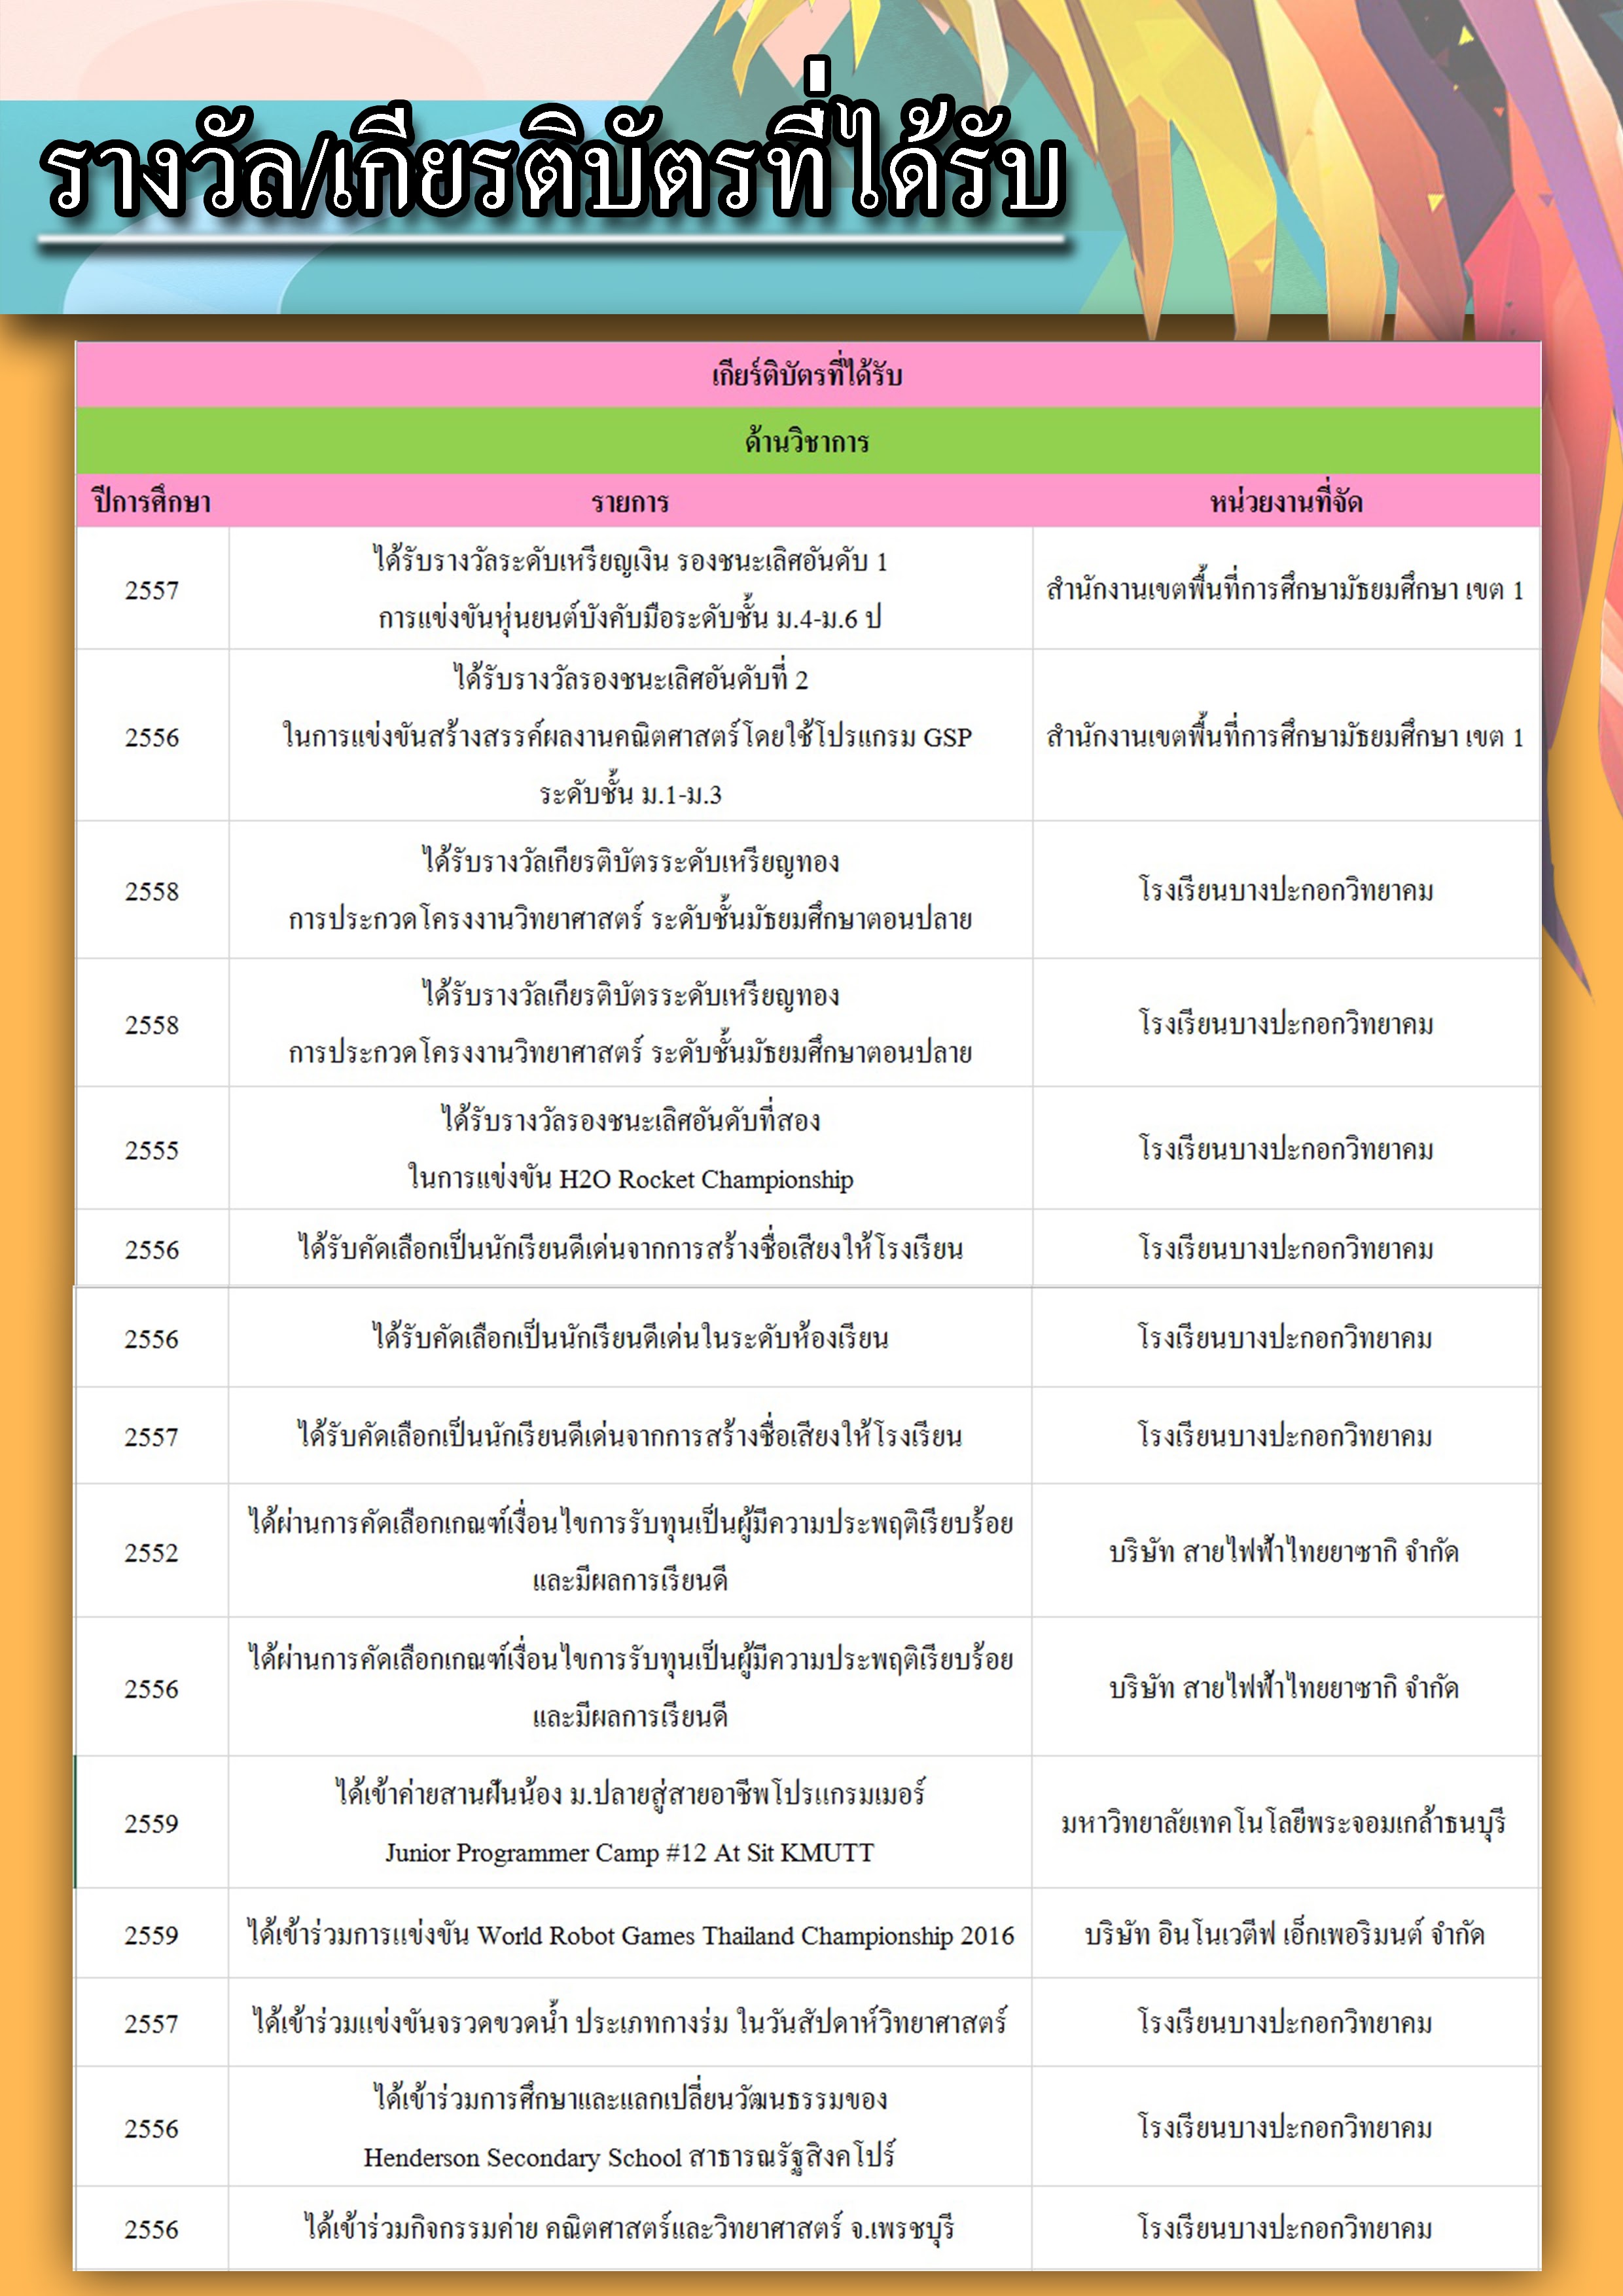 รางวัล/เกียรติบัตรที่ได้รับ
เกียร์ติบัตรที่ได้รับ
ด้านวิชาการ
ปีการศึกษา รายการ หน่วยงานที่จัด
ได้รับรางวัลระดับเหรียญเงิน รองชนะเลิศอันดับ 1
2557 สำนักงานเขตพื้นที่การศึกษามัธยมศึกษา เขต 1
การแข่งขันหุ่นยนต์บังคับมือระดับชั้น ม.4-ม.6 ป
ได้รับรางวัลรองชนะเลิศอันดับที่ 2
2556 ในการแข่งขันสร้างสรรค์ผลงานคณิตศาสตร์โดยใช้โปรแกรม GSP สำนักงานเขตพื้นที่การศึกษามัธยมศึกษา เขต 1
ระดับชั้น ม.1-ม.3
ได้รับรางวัลเกียรติบัตรระดับเหรียญทอง
2558 โรงเรียนบางปะกอกวิทยาคม
การประกวดโครงงานวิทยาศาสตร์ ระดับชั้นมัธยมศึกษาตอนปลาย
ได้รับรางวัลเกียรติบัตรระดับเหรียญทอง
2558 โรงเรียนบางปะกอกวิทยาคม
การประกวดโครงงานวิทยาศาสตร์ ระดับชั้นมัธยมศึกษาตอนปลาย
ได้รับรางวัลรองชนะเลิศอันดับที่สอง
2555 โรงเรียนบางปะกอกวิทยาคม
ในการแข่งขัน H2O Rocket Championship
2556 ได้รับคัดเลือกเป็นนักเรียนดีเด่นจากการสร้างชื่อเสียงให้โรงเรียน โรงเรียนบางปะกอกวิทยาคม
2556 ได้รับคัดเลือกเป็นนักเรียนดีเด่นในระดับห้องเรียน โรงเรียนบางปะกอกวิทยาคม
2557 ได้รับคัดเลือกเป็นนักเรียนดีเด่นจากการสร้างชื่อเสียงให้โรงเรียน โรงเรียนบางปะกอกวิทยาคม
ได้ผ่านการคัดเลือกเกณฑ์เงื่อนไขการรับทุนเป็นผู้มีความประพฤติเรียบร้อย
2552 บริษัท สายไฟฟ้าไทยยาซากิ จำกัด
และมีผลการเรียนดี
ได้ผ่านการคัดเลือกเกณฑ์เงื่อนไขการรับทุนเป็นผู้มีความประพฤติเรียบร้อย
2556 บริษัท สายไฟฟ้าไทยยาซากิ จำกัด
และมีผลการเรียนดี
ได้เข้าค่ายสานฝันน้อง ม.ปลายสู่สายอาชีพโปรแกรมเมอร์
2559 มหาวิทยาลัยเทคโนโลยีพระจอมเกล้าธนบุรี
Junior Programmer Camp #12 At Sit KMUTT
2559 ได้เข้าร่วมการแข่งขัน World Robot Games Thailand Championship 2016 บริษัท อินโนเวตีฟ เอ็กเพอริมนต์ จำกัด
2557 ได้เข้าร่วมแข่งขันจรวดขวดน้ำ ประเภทกางร่ม ในวันสัปดาห์วิทยาศาสตร์ โรงเรียนบางปะกอกวิทยาคม
ได้เข้าร่วมการศึกษาและแลกเปลี่ยนวัฒนธรรมของ
2556 โรงเรียนบางปะกอกวิทยาคม
Henderson Secondary School สาธารณรัฐสิงคโปร์
2556 ได้เข้าร่วมกิจกรรมค่าย คณิตศาสตร์และวิทยาศาสตร์ จ.เพรชบุรี โรงเรียนบางปะกอกวิทยาคม